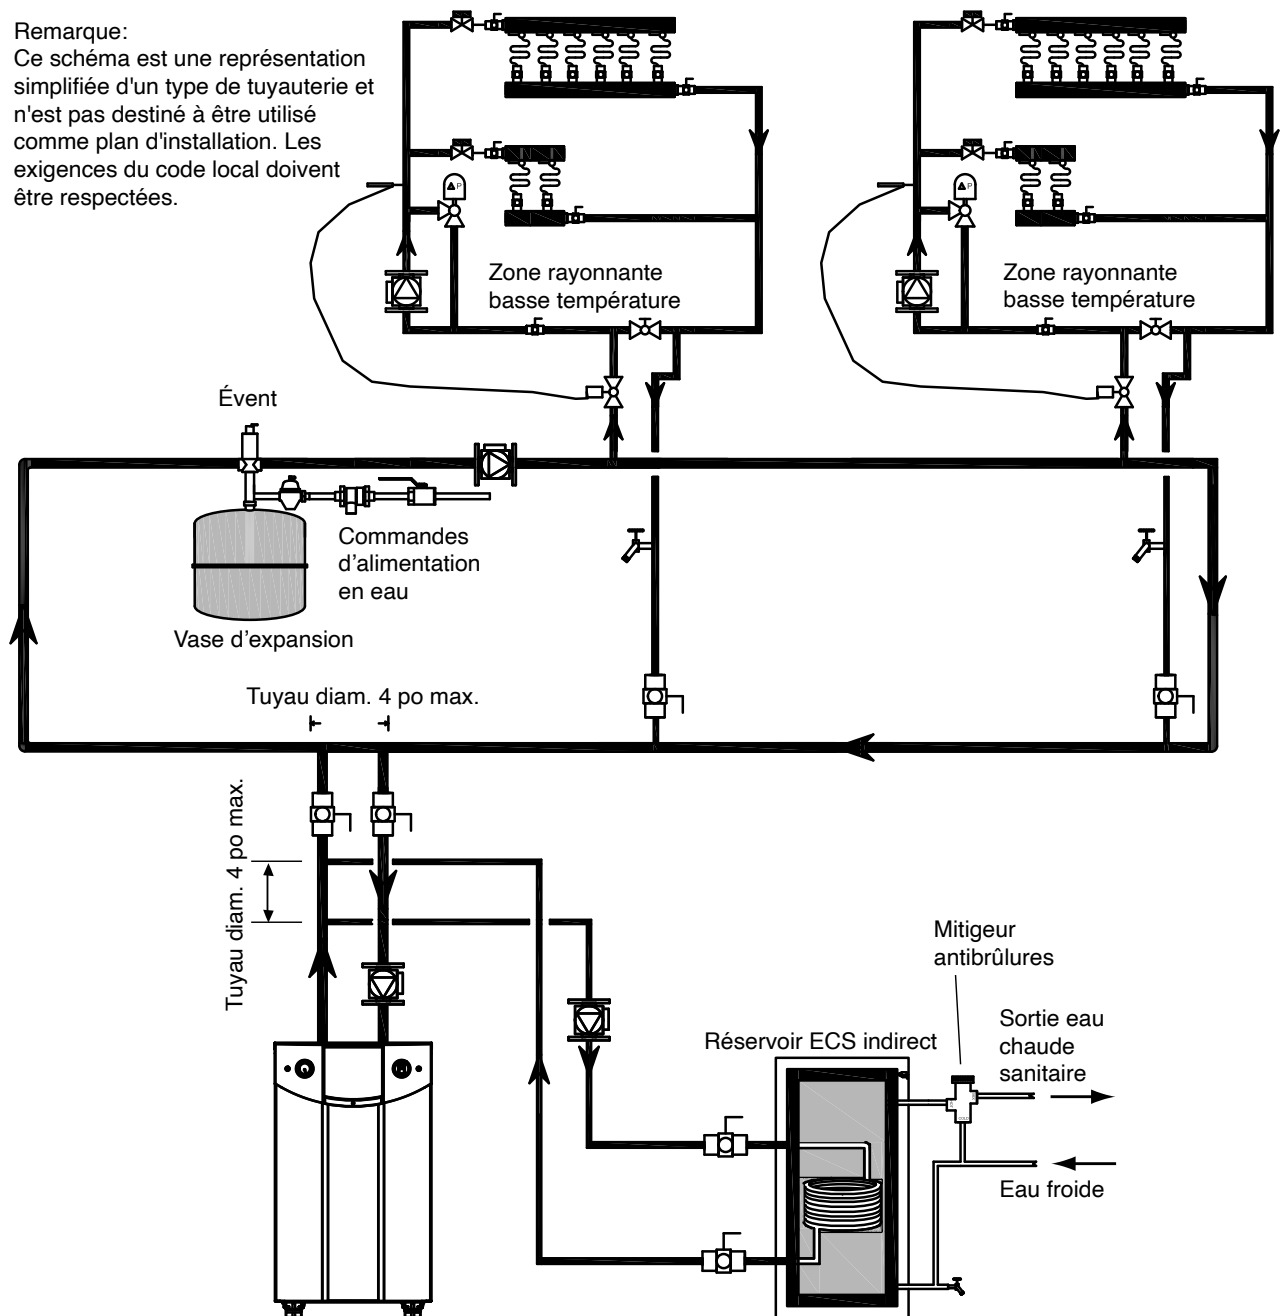 Remarque:
Ce schéma est une représentation
simplifiée d'un type de tuyauterie et
n'est pas destiné à être utilisé
comme plan d'installation. Les
exigences du code local doivent
être respectées.
P
P
Zone rayonnante
basse température
Zone rayonnante
basse température
Évent
Commandes
d’alimentation
en eau
Vase d’expansion
Tuyau diam. 4 po max.
Tuyau diam. 4 po max.
Mitigeur
antibrûlures
Réservoir ECS indirect
Sortie eau
chaude
sanitaire
Eau froide